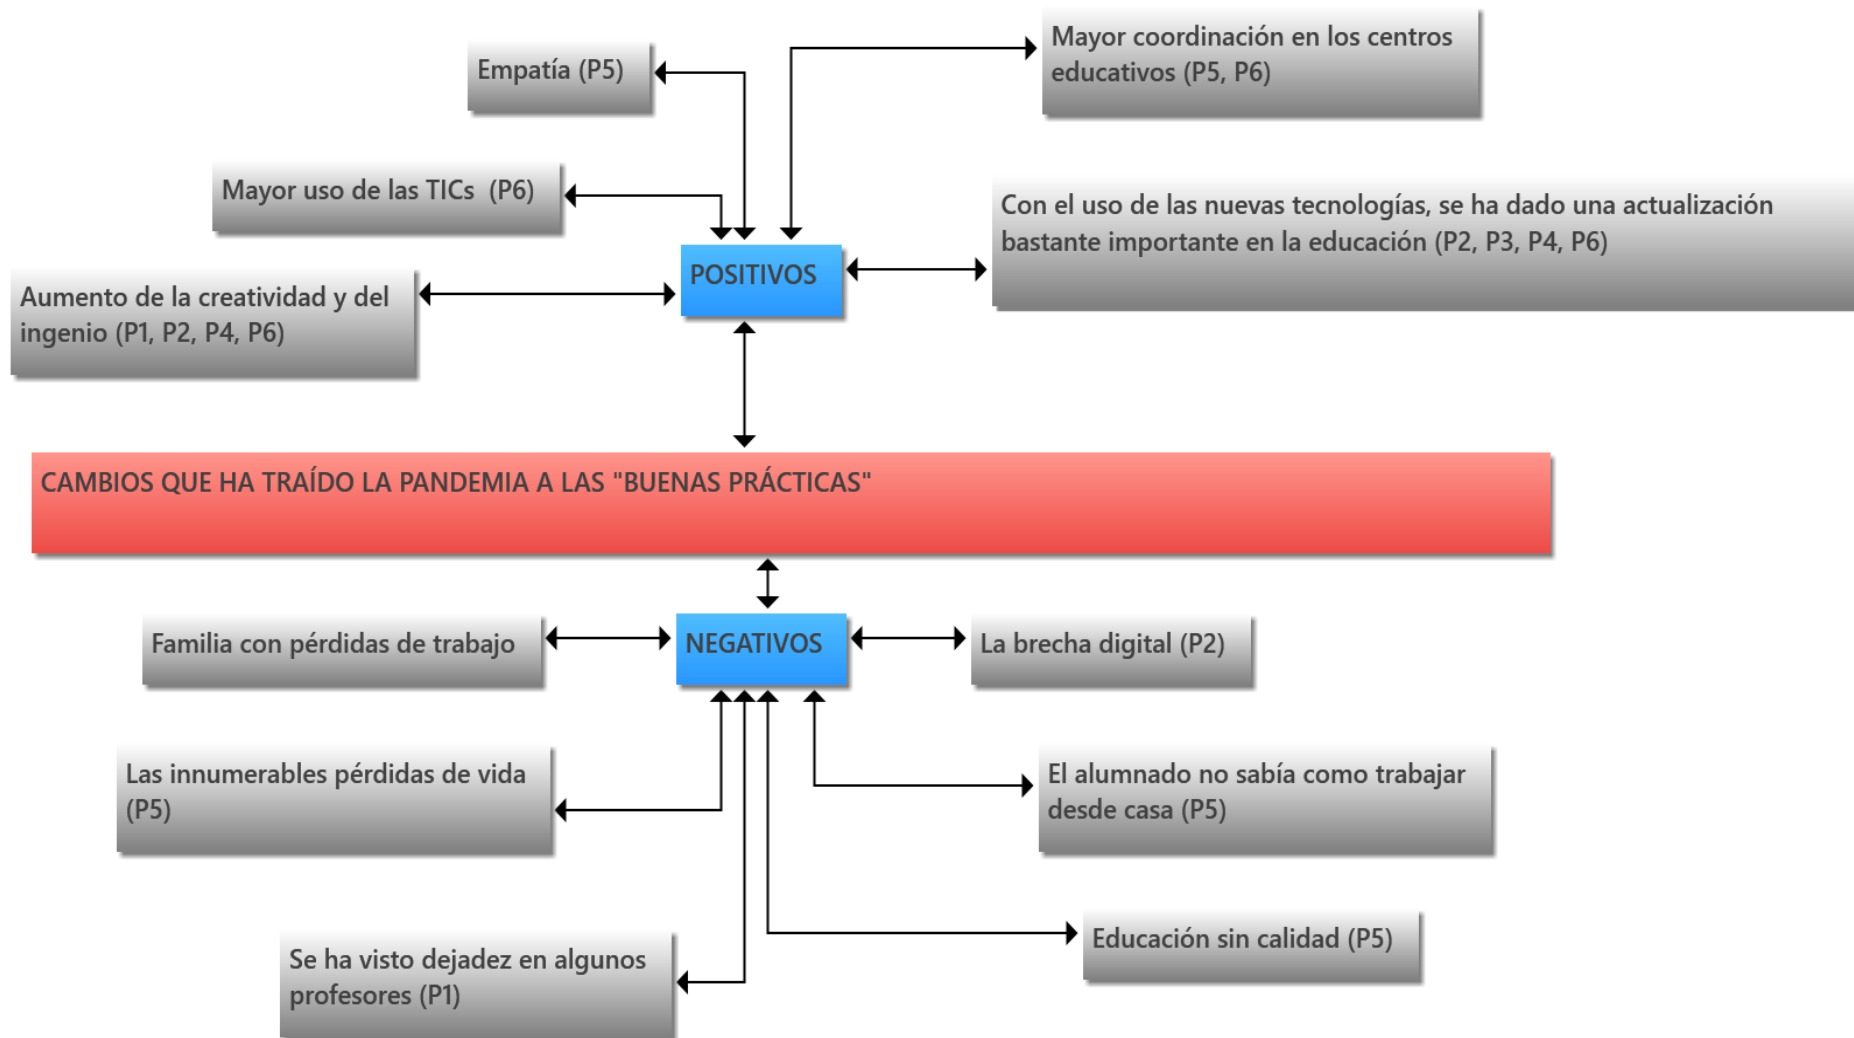 Empatía (P5)
Mayor coordinación en los centros
educativos (P5, P6)
Mayor uso de las TICs  (P6)
Con el uso de las nuevas tecnologías, se ha dado una actualización
bastante importante en la educación (P2, P3, P4, P6)
POSITIVOS
Aumento de la creatividad y del
ingenio (P1, P2, P4, P6)
CAMBIOS QUE HA TRAÍDO LA PANDEMIA A LAS "BUENAS PRÁCTICAS"
Familia con pérdidas de trabajo
NEGATIVOS
La brecha digital (P2)
Las innumerables pérdidas de vida
(P5)
El alumnado no sabía como trabajar
desde casa (P5)
Educación sin calidad (P5)
Se ha visto dejadez en algunos
profesores (P1)